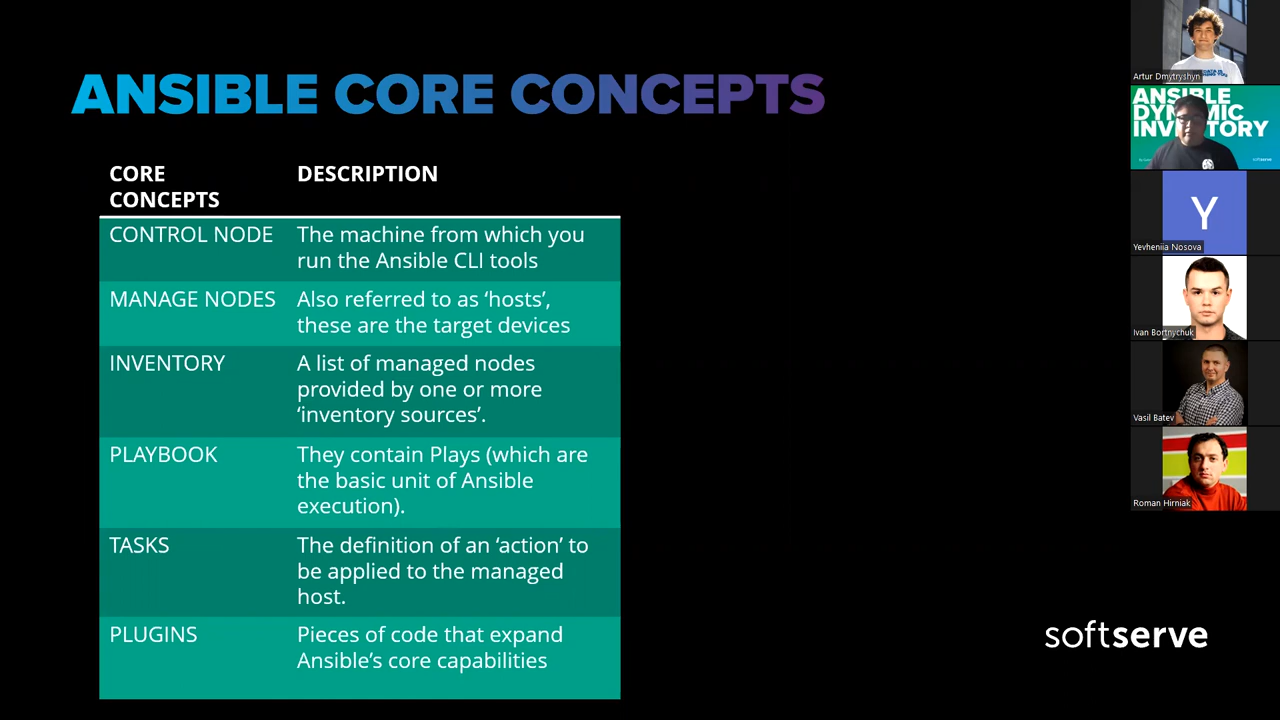 ANSIBLE CORE CONCEPTS
CORE
CONCEPTS
DESCRIPTION
CONTROL NODE
The machine from which you
run the Ansible CLI tools
MANAGE NODES
Also referred to as ‘hosts’,
these are the target devices
INVENTORY
A list of managed nodes
provided by one or more
‘inventory sources’.
PLAYBOOK
They contain Plays (which are
the basic unit of Ansible
execution).
TASKS
The definition of an ‘action’ to
be applied to the managed
host.
PLUGINS
Pieces of code that expand
Ansible’s core capabilities
softserve
Artur Dmytryshyn
ANSIBLE
INVENTORY
softserve
Y
Yevheniia Nosova
Ivan Bortnychuk
Vasil Batev
Roman Hirniak